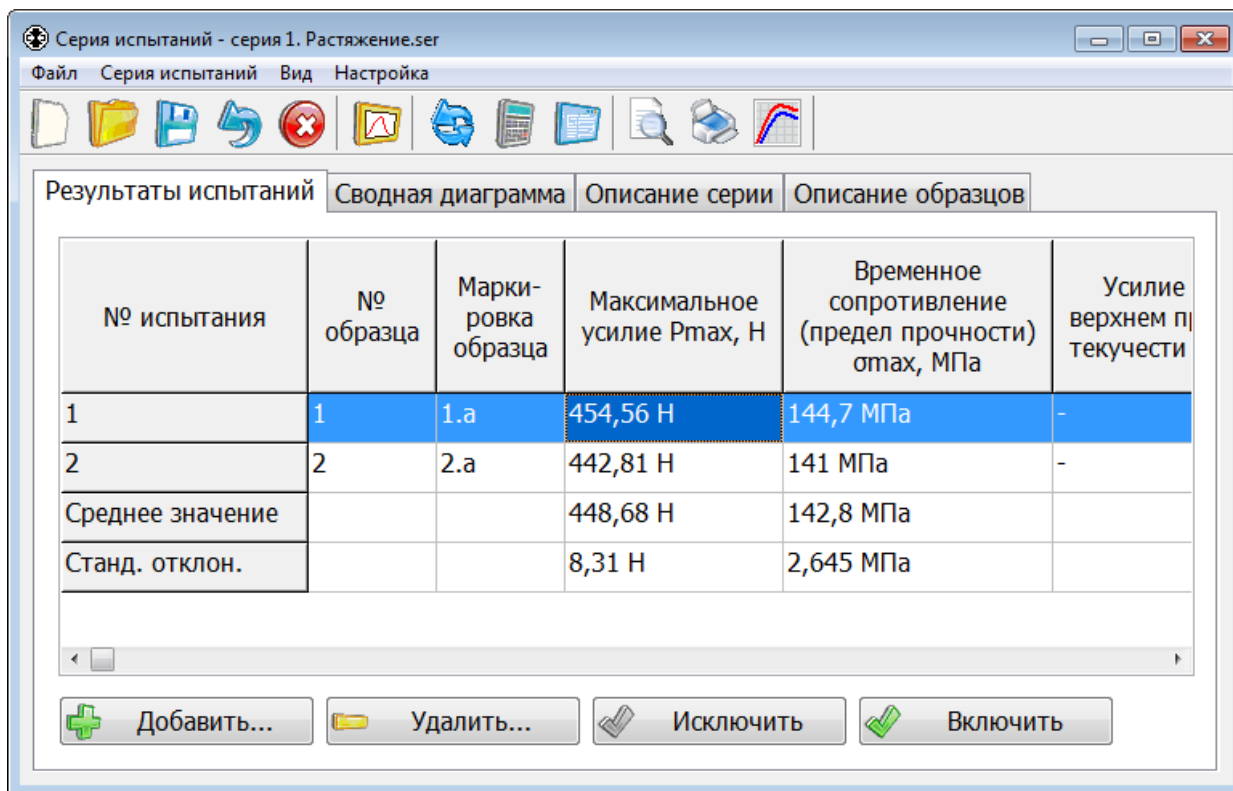 Серия испытаний - серия 1. Растяжение.ser
Файл Серия испытаний Вид Настройка
Результаты испытаний Сводная диаграмма Описание серии Описание образцов
№ испытания
№
образца
Марки-
ровка
образца
Максимальное
усилие Pmax, Н
Временное
сопротивление
(предел прочности)
σmax, МПа
Усилие
верхнем
текучести
1 1 1.а 454,56 Н 144,7 МПа -
2 2 2.а 442,81 Н 141 МПа -
Среднее значение 448,68 Н 142,8 МПа
Станд. отклон. 8,31 Н 2,645 МПа
Добавить... Удалить... Исключить Включить